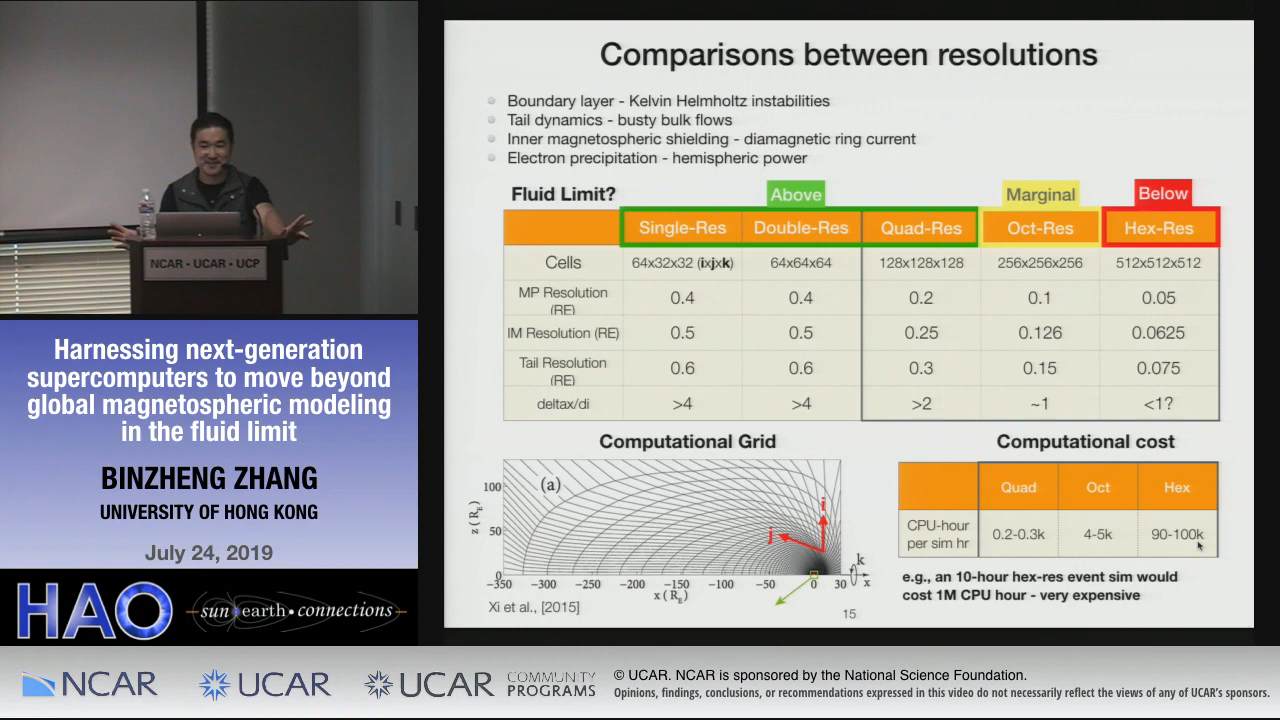 Comparisons between resolutions
Boundary layer - Kelvin Helmholtz instabilities
Tail dynamics - busty bulk flows
Inner magnetospheric shielding - diamagnetic ring current
Electron precipitation - hemispheric power
Fluid Limit? Above Marginal Below
Single-Res Double-Res Quad-Res Oct-Res Hex-Res
Cells 64x32x32 (ixjxk) 64x64x64 128x128x128 256x256x256 512x512x512
MP Resolution
(RE) 0.4 0.4 0.2 0.1 0.05
IM Resolution (RE) 0.5 0.5 0.25 0.126 0.0625
Tail Resolution
(RE) 0.6 0.6 0.3 0.15 0.075
deltax/di >4 >4 >2 ~1 <1?
Computational Grid
(a)
z (RE)
100
50
0
i
j
k
-350 -300 -250 -200 -150 -100 -50 0 30 x
x (RE)
Xi et al., [2015]
Computational cost
Quad Oct Hex
CPU-hour
per sim hr 0.2-0.3k 4-5k 90-100k
e.g., an 10-hour hex-res event sim would
cost 1M CPU hour - very expensive
15
NCAR • UCAR • UCP
Harnessing next-generation
supercomputers to move beyond
global magnetospheric modeling
in the fluid limit
BINZHENG ZHANG
UNIVERSITY OF HONG KONG
July 24, 2019
HAO
sun•earth•connections
NCAR
UCAR
UCAR
COMMUNITY
PROGRAMS
© UCAR. NCAR is sponsored by the National Science Foundation.
Opinions, findings, conclusions, or recommendations expressed in this video do not necessarily reflect the views of any of UCAR's sponsors.